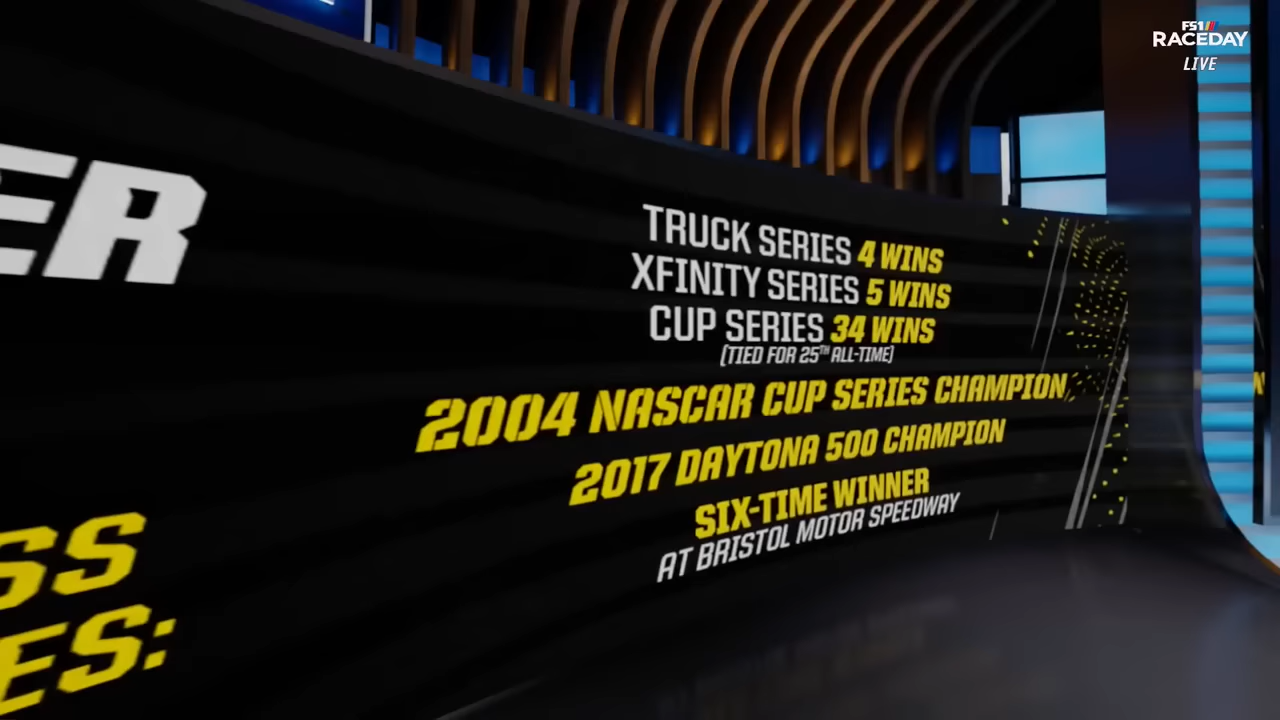 FS1
RACEDAY
LIVE
ER
TRUCK SERIES 4 WINS
XFINITY SERIES 5 WINS
CUP SERIES 34 WINS
(TIED FOR 25TH ALL-TIME)
2004 NASCAR CUP SERIES CHAMPION
2017 DAYTONA 500 CHAMPION
SIX-TIME WINNER
AT BRISTOL MOTOR SPEEDWAY
SS
ES: